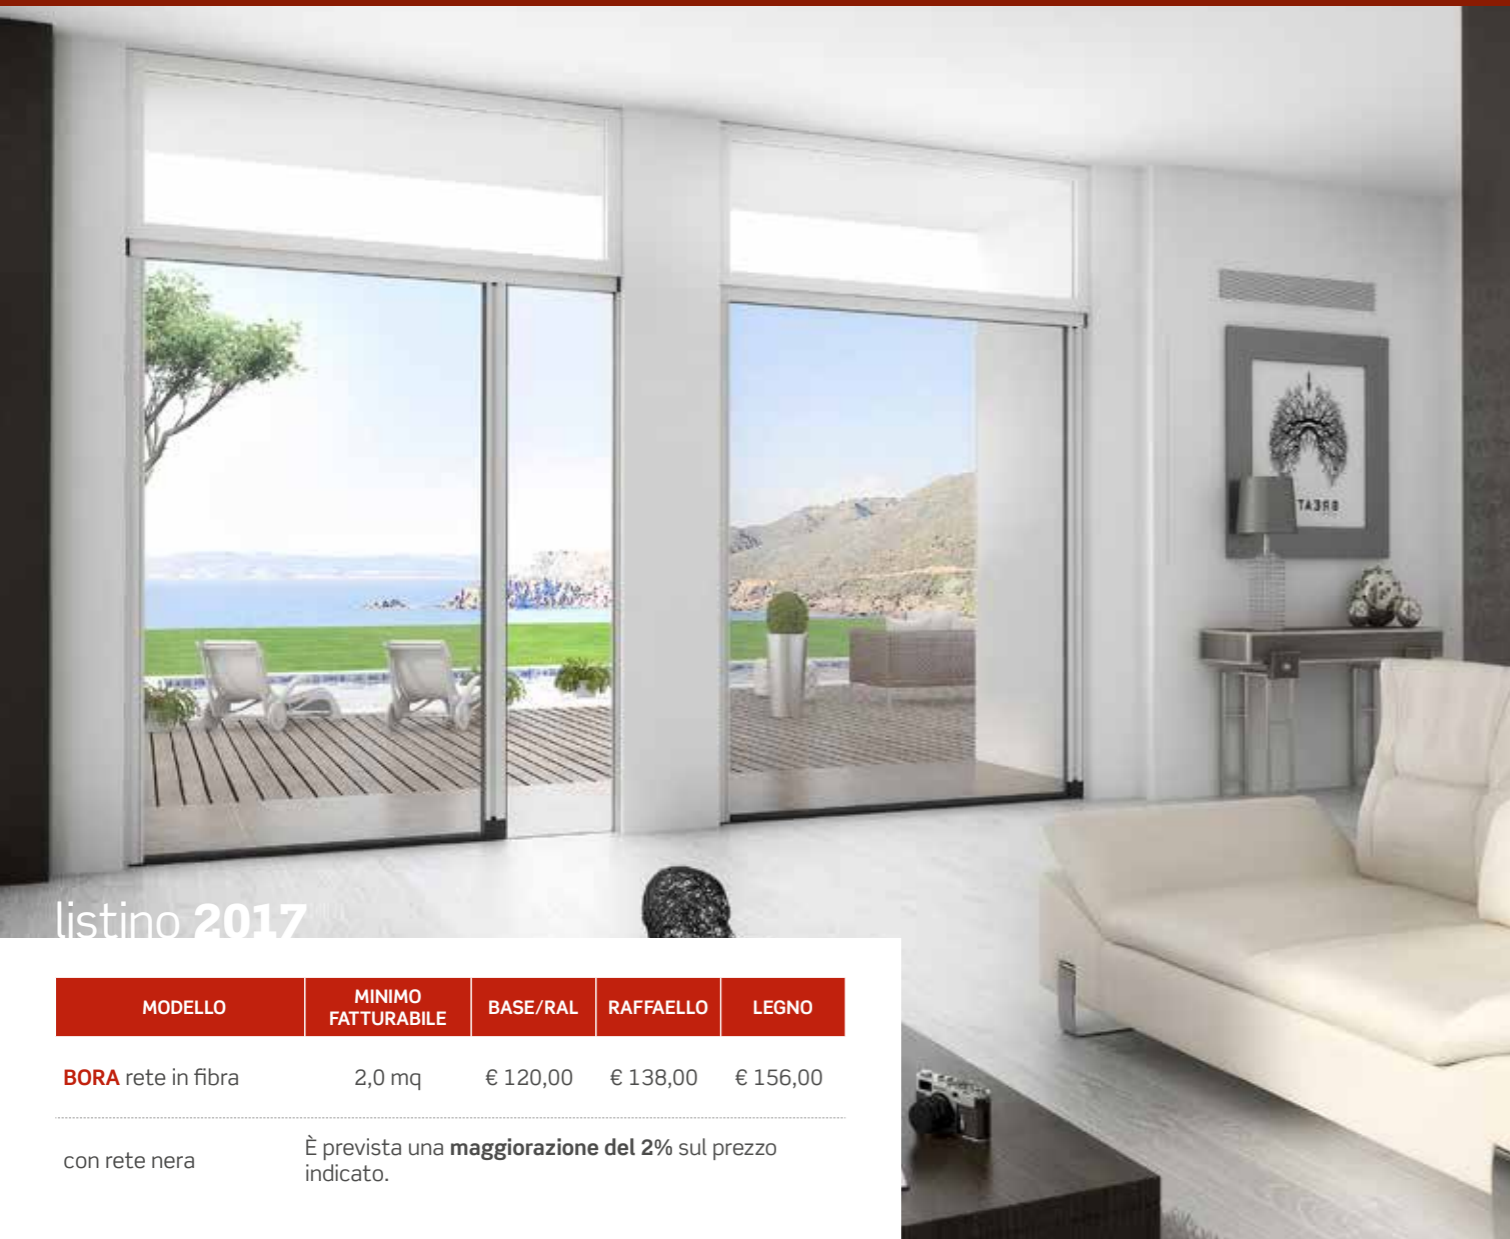 BREAT
listino 2017
MODELLO MINIMO FATTURABILE BASE/RAL RAFFAELLO LEGNO
BORA rete in fibra 2,0 mq € 120,00 € 138,00 € 156,00
con rete nera È prevista una maggiorazione del 2% sul prezzo
indicato.